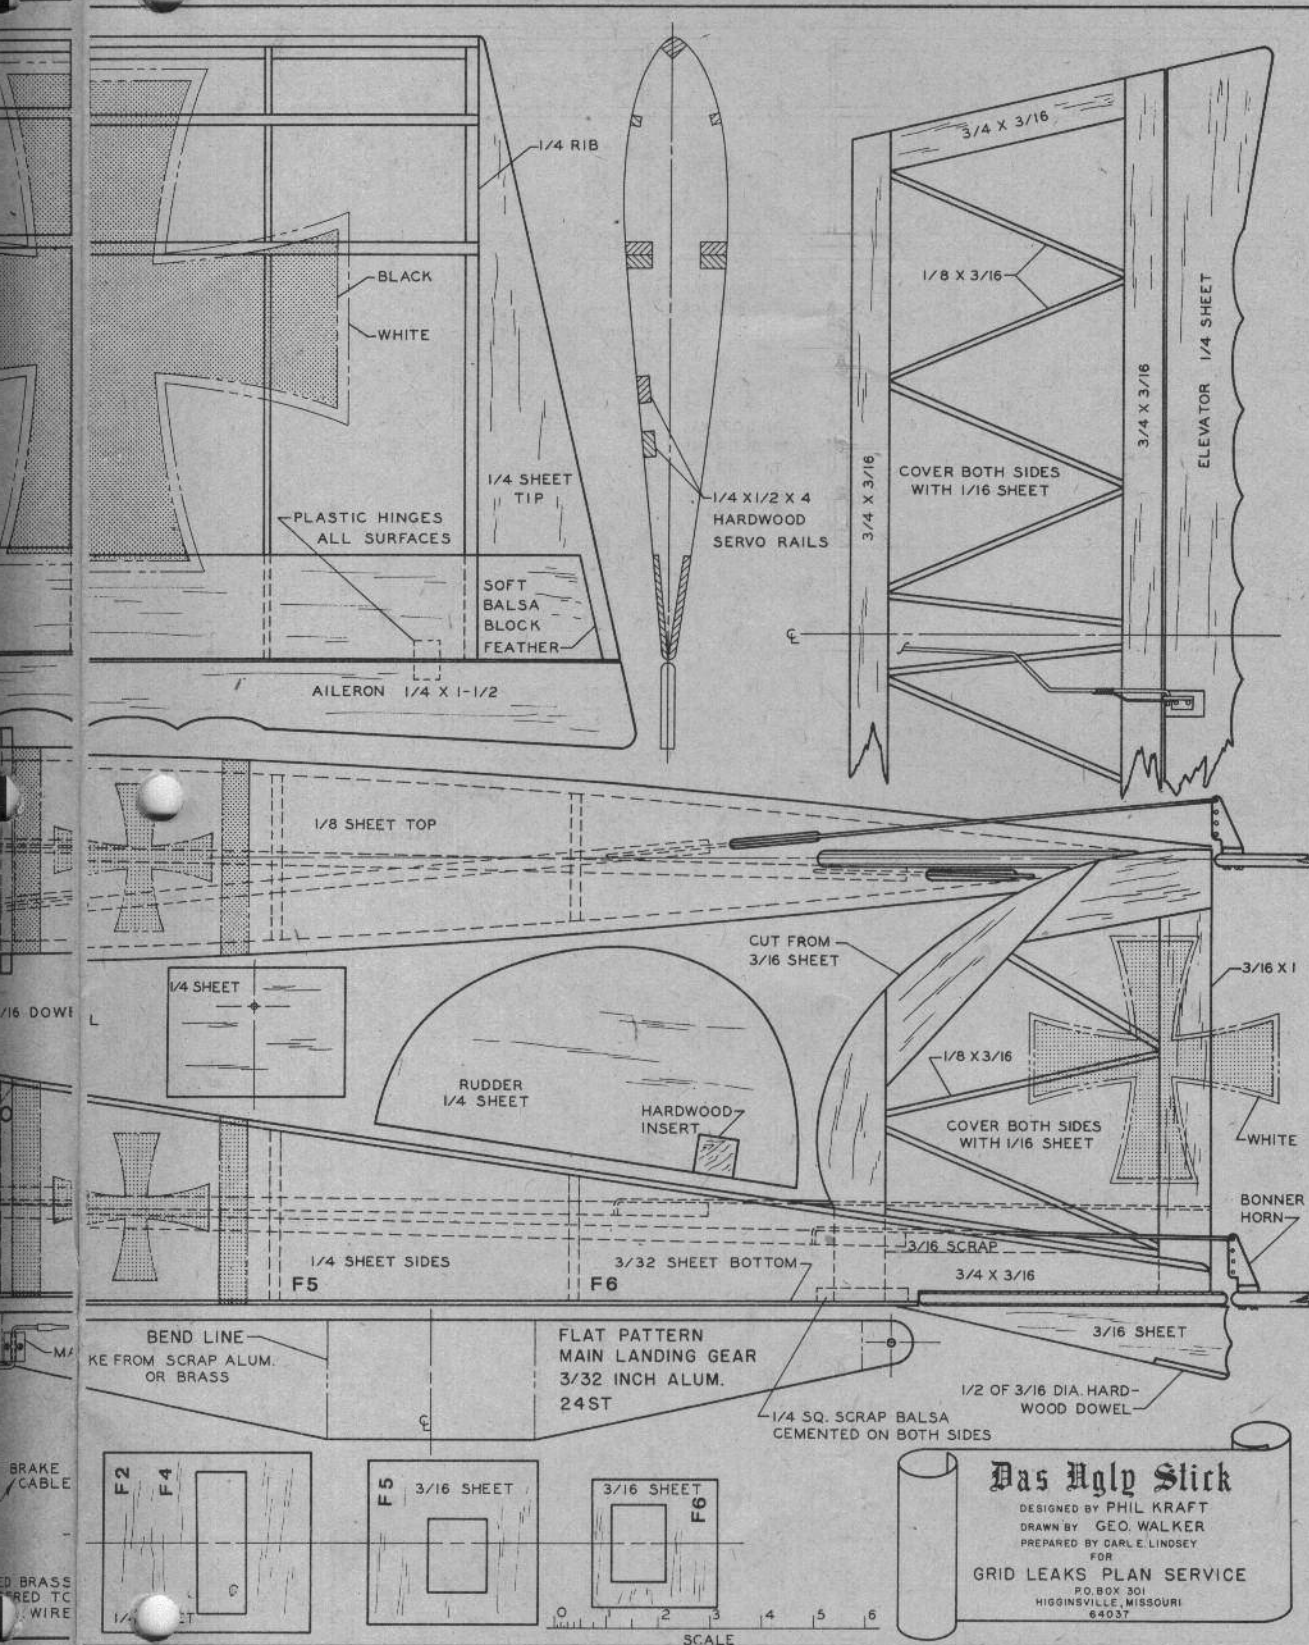 1/4 RIB
BLACK
WHITE
1/4 SHEET
TIP
PLASTIC HINGES
ALL SURFACES
SOFT
BALSA
BLOCK
FEATHER
AILERON 1/4 X 1-1/2
1/4 X 1/2 X 4
HARDWOOD
SERVO RAILS
3/4 X 3/16
1/8 X 3/16
3/4 X 3/16
COVER BOTH SIDES
WITH 1/16 SHEET
3/4 X 3/16
ELEVATOR 1/4 SHEET
℄
1/8 SHEET TOP
CUT FROM
3/16 SHEET
3/16 X 1
1/4 SHEET
/16 DOWE
L
RUDDER
1/4 SHEET
HARDWOOD
INSERT
1/8 X 3/16
COVER BOTH SIDES
WITH 1/16 SHEET
WHITE
BONNER
HORN
1/4 SHEET SIDES
F5
3/32 SHEET BOTTOM
F6
3/16 SCRAP
3/4 X 3/16
BEND LINE
MA
KE FROM SCRAP ALUM.
OR BRASS
℄
FLAT PATTERN
MAIN LANDING GEAR
3/32 INCH ALUM.
24ST
3/16 SHEET
1/2 OF 3/16 DIA. HARD-
WOOD DOWEL
1/4 SQ. SCRAP BALSA
CEMENTED ON BOTH SIDES
BRAKE
CABLE
ED BRASS
ERED TO
WIRE
F2
F4
F5
3/16 SHEET
3/16 SHEET
F6
0 1 2 3 4 5 6
SCALE
Das Ugly Stick
DESIGNED BY PHIL KRAFT
DRAWN BY GEO. WALKER
PREPARED BY CARL E. LINDSEY
FOR
GRID LEAKS PLAN SERVICE
P.O. BOX 301
HIGGINSVILLE, MISSOURI
64037